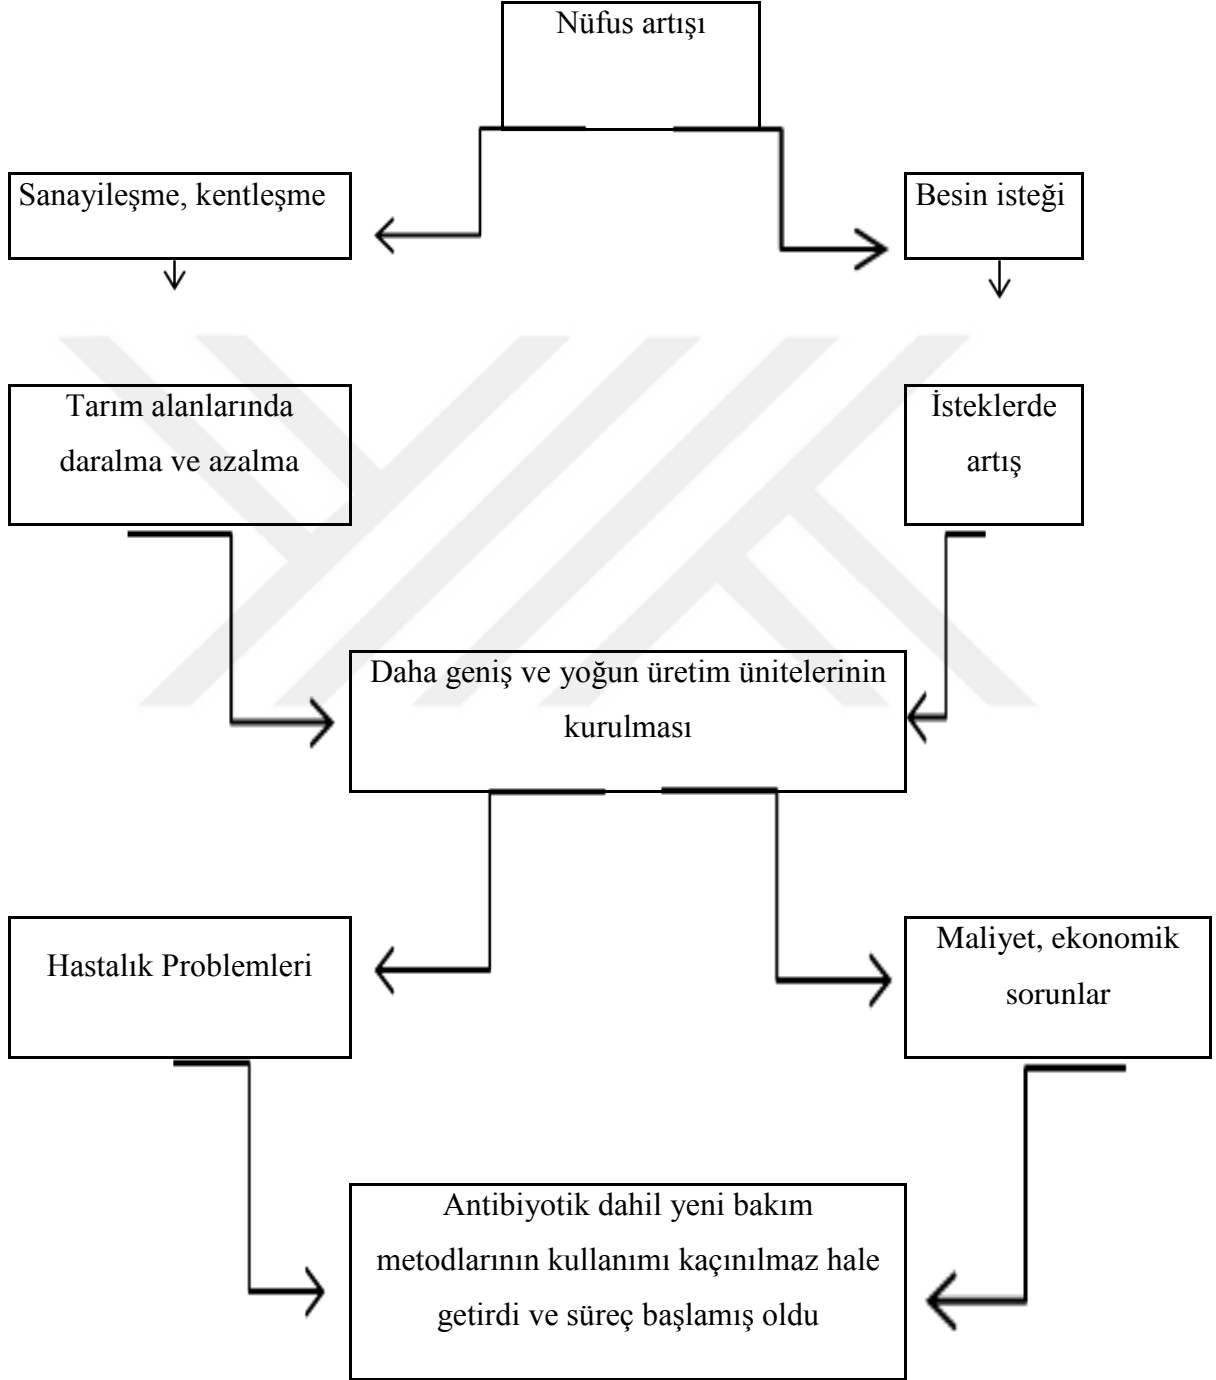 Nüfus artışı
Sanayileşme, kentleşme
Besin isteği
Tarım alanlarında
daralma ve azalma
İsteklerde
artış
Daha geniş ve yoğun üretim ünitelerinin
kurulması
Hastalık Problemleri
Maliyet, ekonomik
sorunlar
Antibiyotik dahil yeni bakım
metodlarının kullanımı kaçınılmaz hale
getirdi ve süreç başlamış oldu